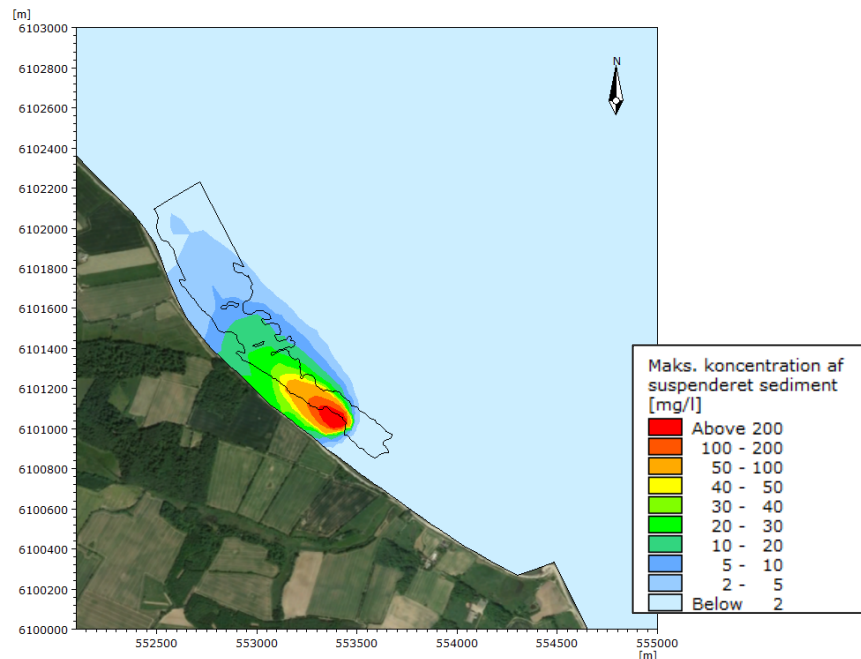 [m]
6103000
6102800
6102600
6102400
6102200
6102000
6101800
6101600
6101400
6101200
6101000
6100800
6100600
6100400
6100200
6100000
N
Maks. koncentration af
suspenderet sediment
[mg/l]
Above 200
100 - 200
50 - 100
40 - 50
30 - 40
20 - 30
10 - 20
5 - 10
2 - 5
Below 2
552500 553000 553500 554000 554500 555000
[m]